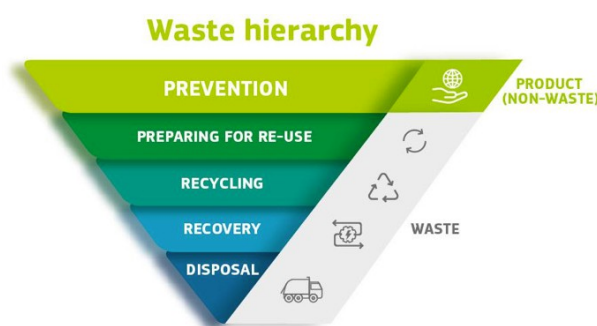 Waste hierarchy
PREVENTION
PRODUCT
(NON-WASTE)
PREPARING FOR RE-USE
RECYCLING
RECOVERY
WASTE
DISPOSAL